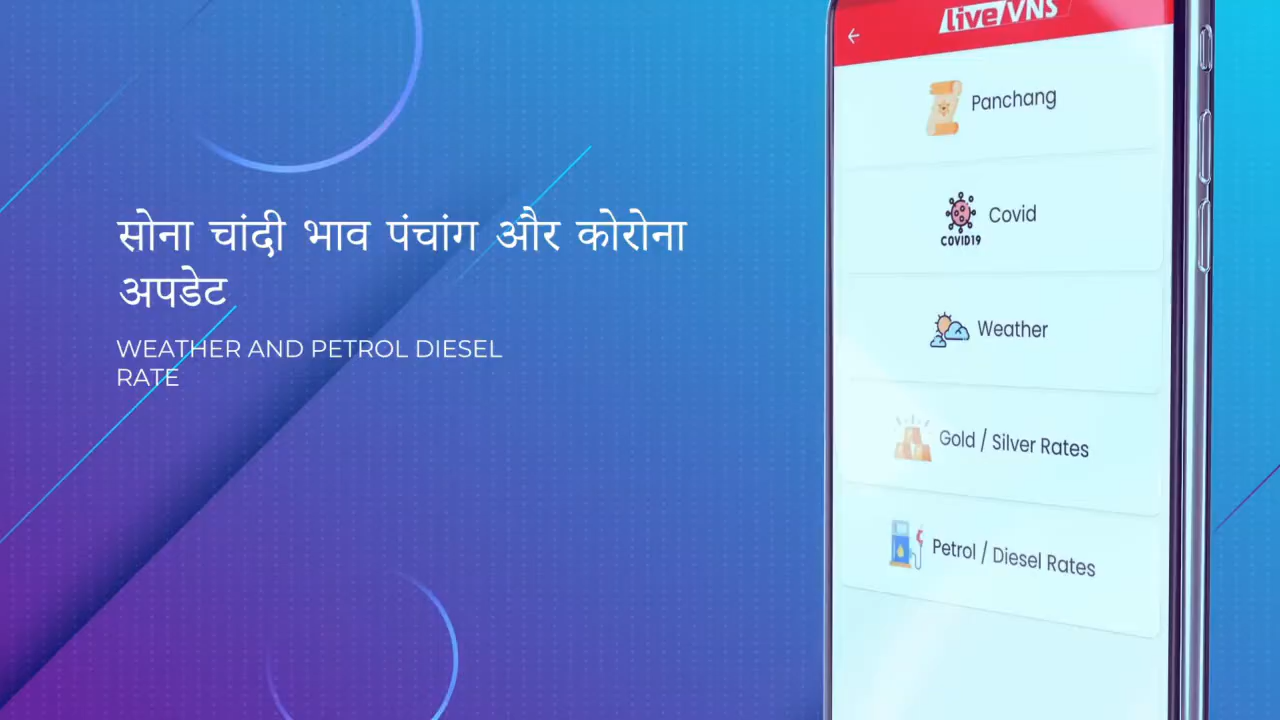 सोना चांदी भाव पंचांग और कोरोना
अपडेट
WEATHER AND PETROL DIESEL
RATE
live VNS
Panchang
COVID19
Covid
Weather
Gold / Silver Rates
Petrol / Diesel Rates